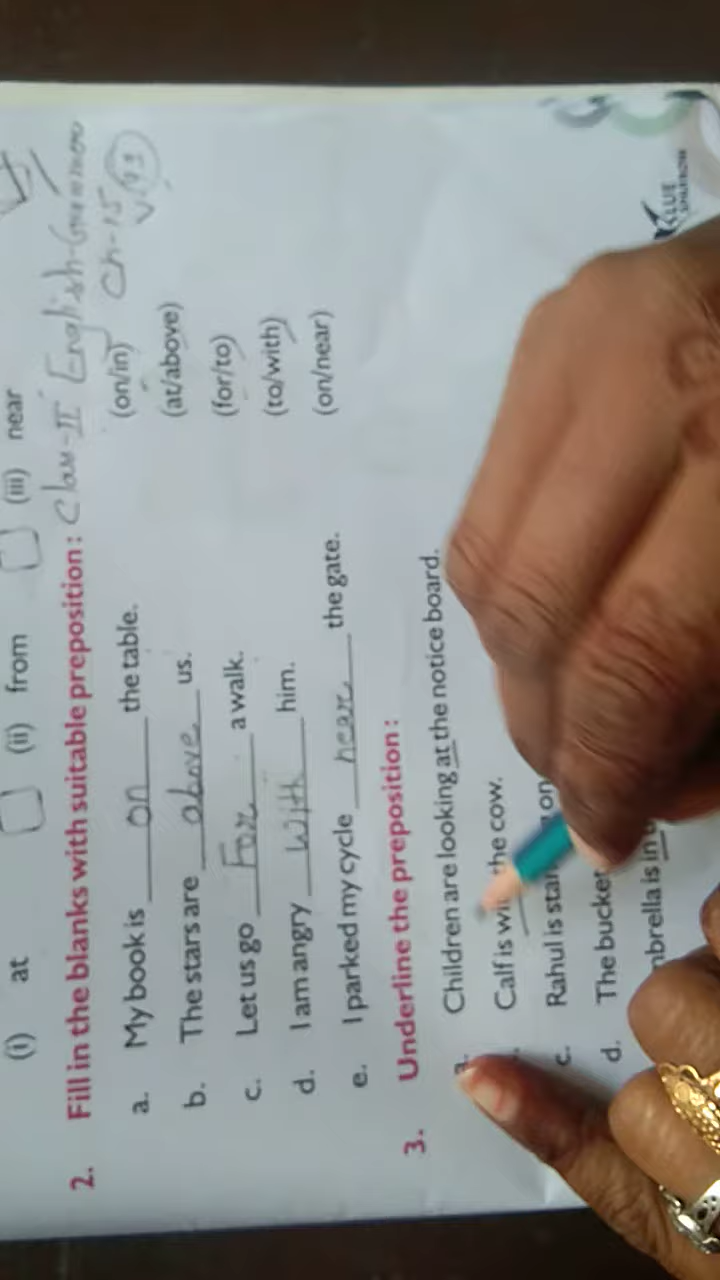 (i) at (ii) from (iii) near
2. Fill in the blanks with suitable preposition : Class-II English Grammar
Ch-15
a. My book is on the table. (on/in)
b. The stars are above us. (at/above)
c. Let us go For a walk. (for/to)
d. I am angry with him. (to/with)
e. I parked my cycle near the gate. (on/near)
3. Underline the preposition :
a. Children are looking at the notice board.
Calf is with the cow.
c. Rahul is on
d. The bucket
is in